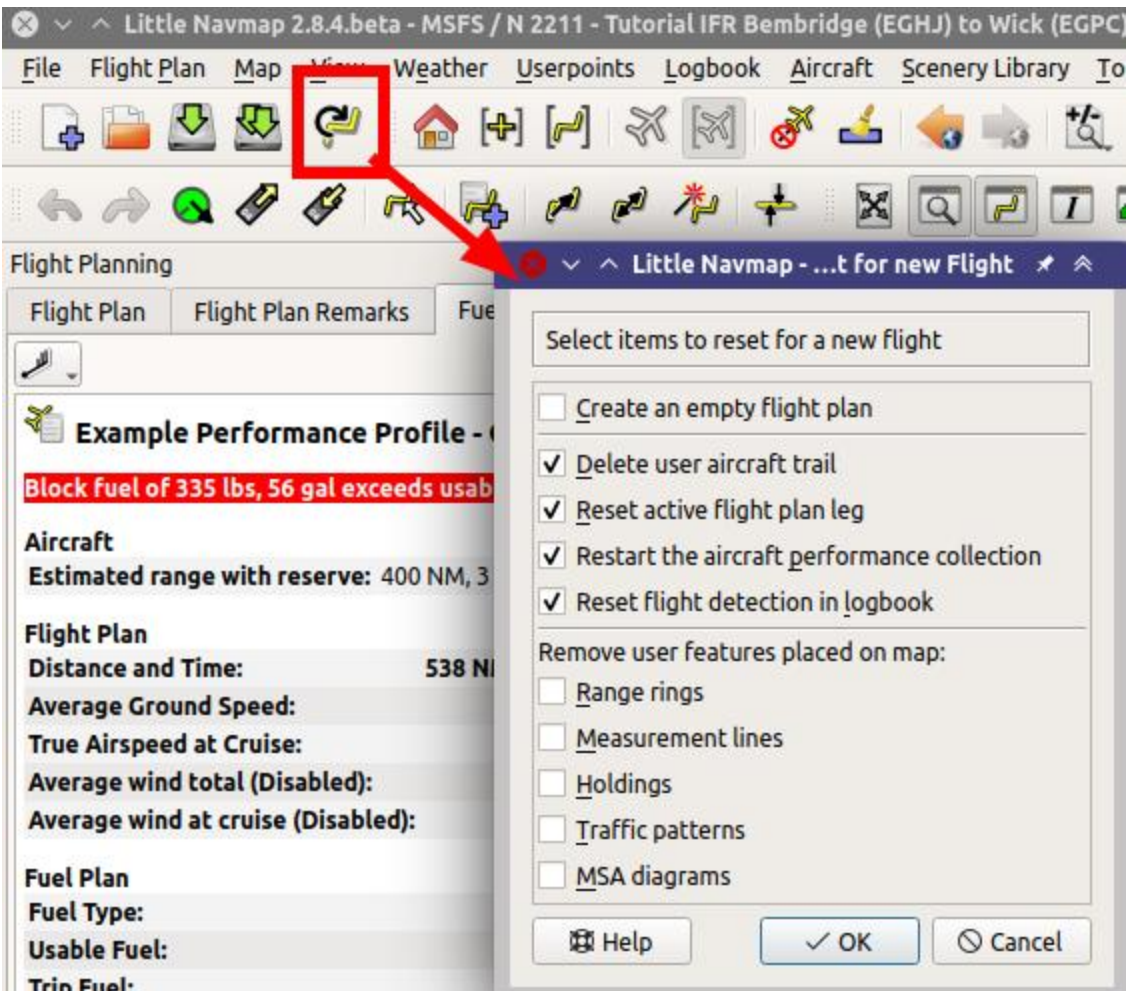 Little Navmap 2.8.4.beta - MSFS / N 2211 - Tutorial IFR Bembridge (EGHJ) to Wick (EGPC)
File Flight Plan Map View Weather Userpoints Logbook Aircraft Scenery Library To
Flight Planning
Little Navmap - ...t for new Flight
Flight Plan Flight Plan Remarks Fue
Select items to reset for a new flight
Create an empty flight plan
Example Performance Profile -
Delete user aircraft trail
Block fuel of 335 lbs, 56 gal exceeds usab
Reset active flight plan leg
Aircraft
Restart the aircraft performance collection
Estimated range with reserve: 400 NM, 3
Reset flight detection in logbook
Flight Plan
Remove user features placed on map:
Distance and Time: 538 N
Range rings
Average Ground Speed:
Measurement lines
True Airspeed at Cruise:
Holdings
Average wind total (Disabled):
Traffic patterns
Average wind at cruise (Disabled):
MSA diagrams
Fuel Plan
Fuel Type:
Help OK Cancel
Usable Fuel:
Trip Fuel: